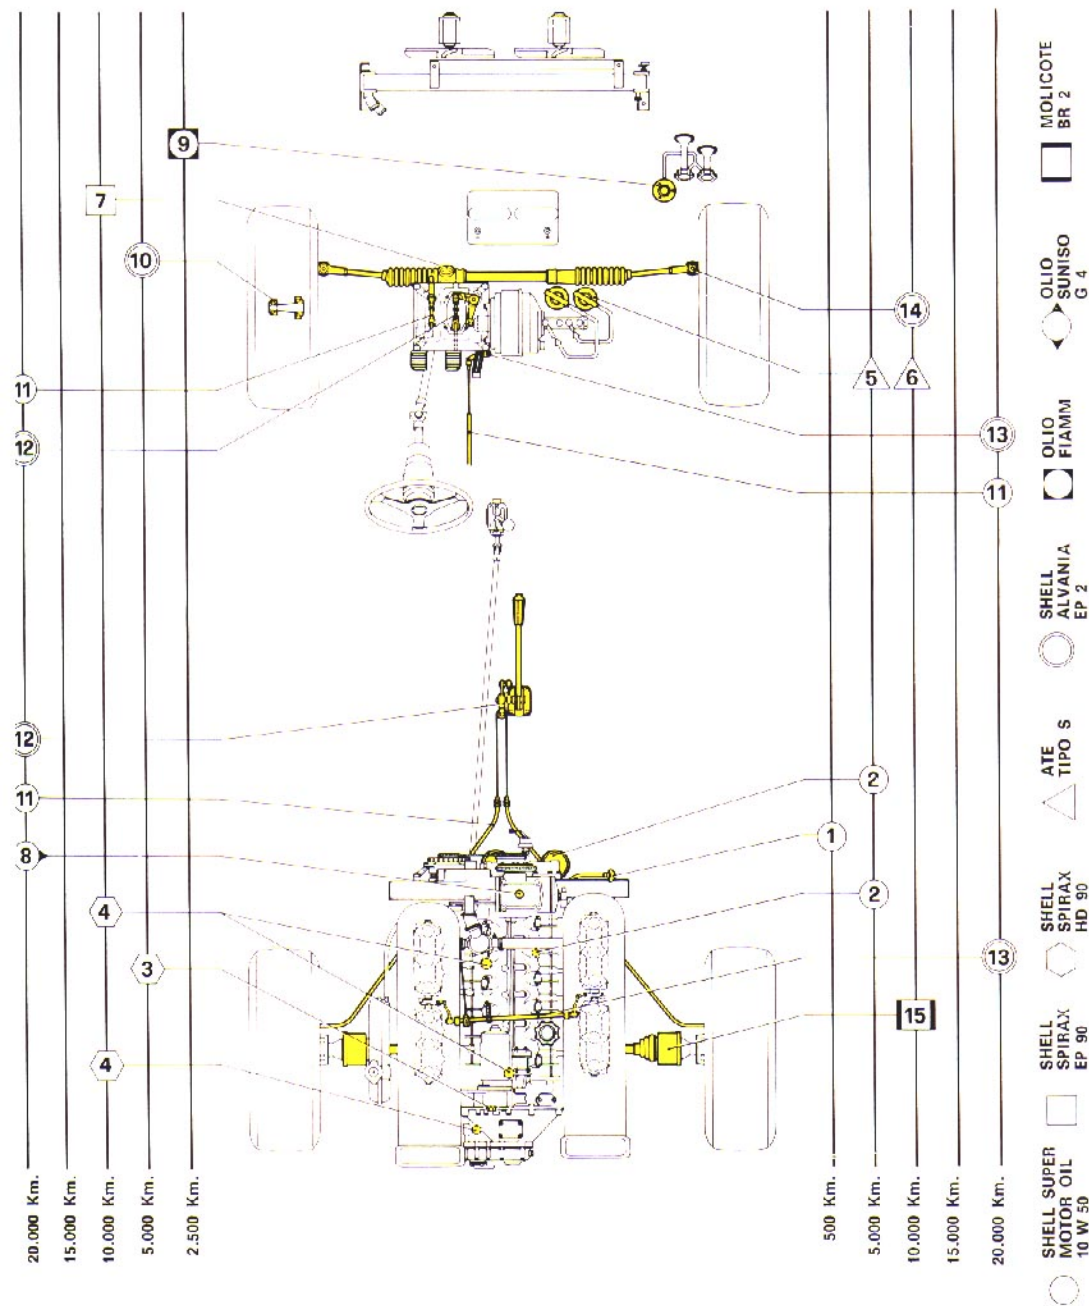 9
7
10
14
5
6
11
12
13
11
12
2
11
1
8
2
4
3
13
15
4
20.000 Km.
15.000 Km.
10.000 Km.
5.000 Km.
2.500 Km.
500 Km.
5.000 Km.
10.000 Km.
15.000 Km.
20.000 Km.
SHELL SUPER
MOTOR OIL
10 W 50
SHELL
SPIRAX
EP 90
SHELL
SPIRAX
HD 90
ATE
TIPO S
SHELL
ALVANIA
EP 2
OLIO
FIAMM
OLIO
SUNISO
G 4
MOLICOTE
BR 2